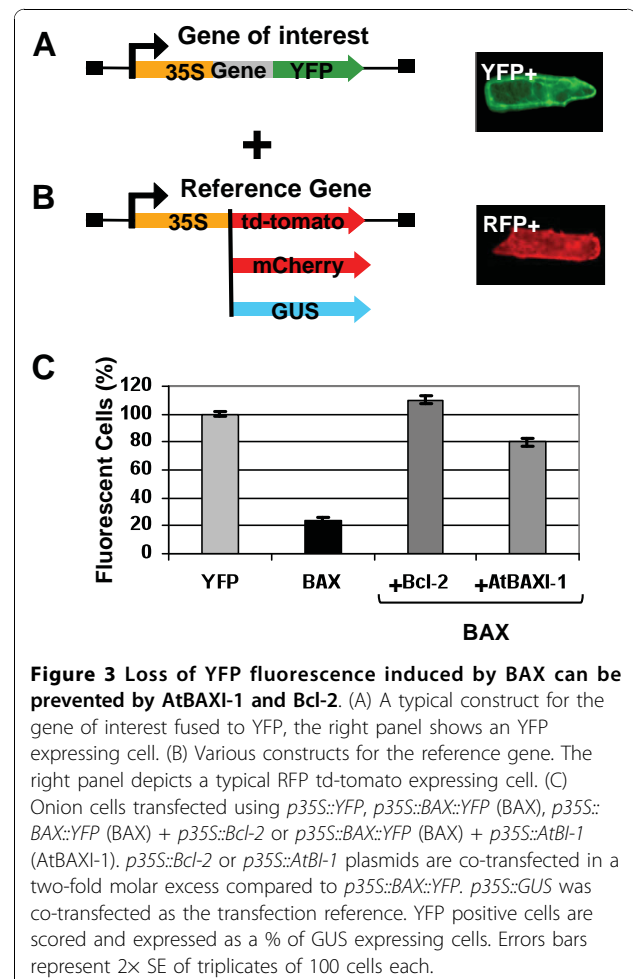 A
Gene of interest
35S Gene YFP
YFP+
+
B
Reference Gene
35S td-tomato
mCherry
GUS
RFP+
C
Fluorescent Cells (%)
120
100
80
60
40
20
0
YFP BAX +Bcl-2 +AtBAXI-1
BAX
Figure 3 Loss of YFP fluorescence induced by BAX can be
prevented by AtBAXI-1 and Bcl-2. (A) A typical construct for the
gene of interest fused to YFP, the right panel shows an YFP
expressing cell. (B) Various constructs for the reference gene. The
right panel depicts a typical RFP td-tomato expressing cell. (C)
Onion cells transfected using p35S::YFP, p35S::BAX::YFP (BAX), p35S::
BAX::YFP (BAX) + p35S::Bcl-2 or p35S::BAX::YFP (BAX) + p35S::AtBI-1
(AtBAXI-1). p35S::Bcl-2 or p35S::AtBI-1 plasmids are co-transfected in a
two-fold molar excess compared to p35S::BAX::YFP. p35S::GUS was
co-transfected as the transfection reference. YFP positive cells are
scored and expressed as a % of GUS expressing cells. Errors bars
represent 2× SE of triplicates of 100 cells each.